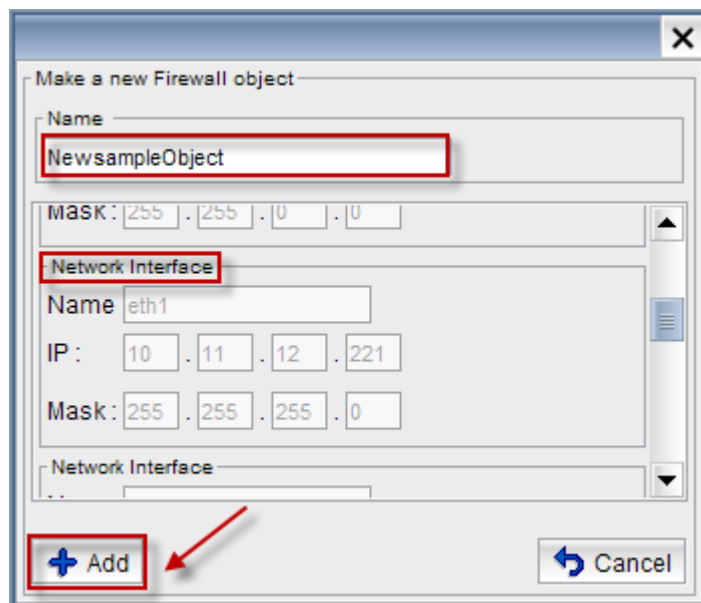 Make a new Firewall object
Name
NewsampleObject
Mask: 255 . 255 . 0 . 0
Network Interface
Name eth1
IP : 10 . 11 . 12 . 221
Mask: 255 . 255 . 255 . 0
Network Interface
Add Cancel